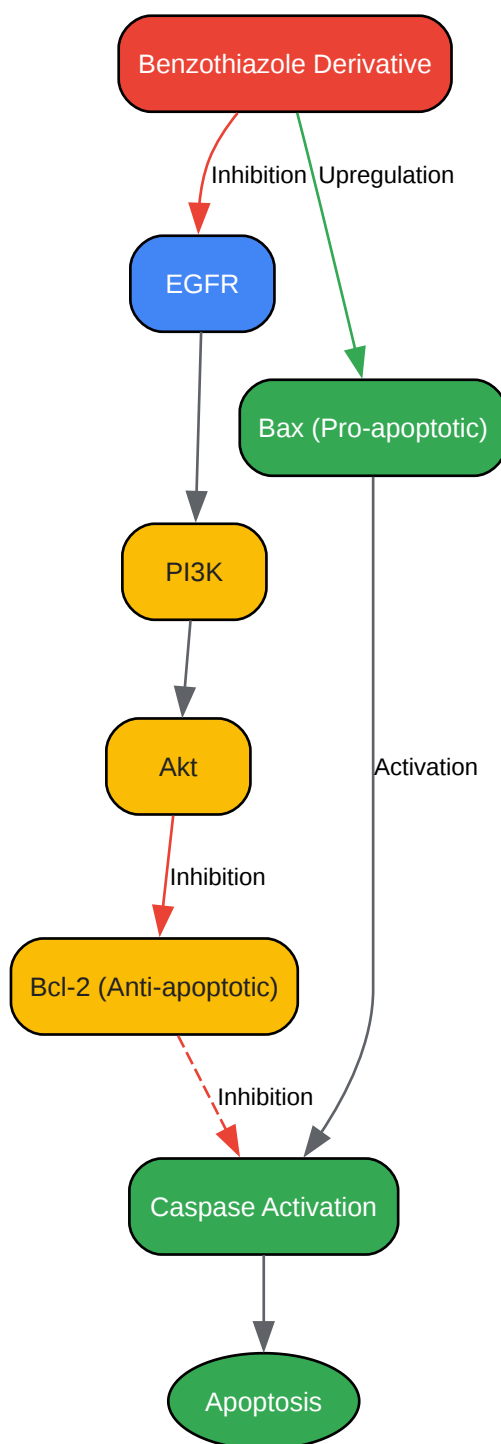 Benzothiazole Derivative
Inhibition
Upregulation
EGFR
Bax (Pro-apoptotic)
PI3K
Akt
Activation
Inhibition
Bcl-2 (Anti-apoptotic)
Inhibition
Caspase Activation
Apoptosis